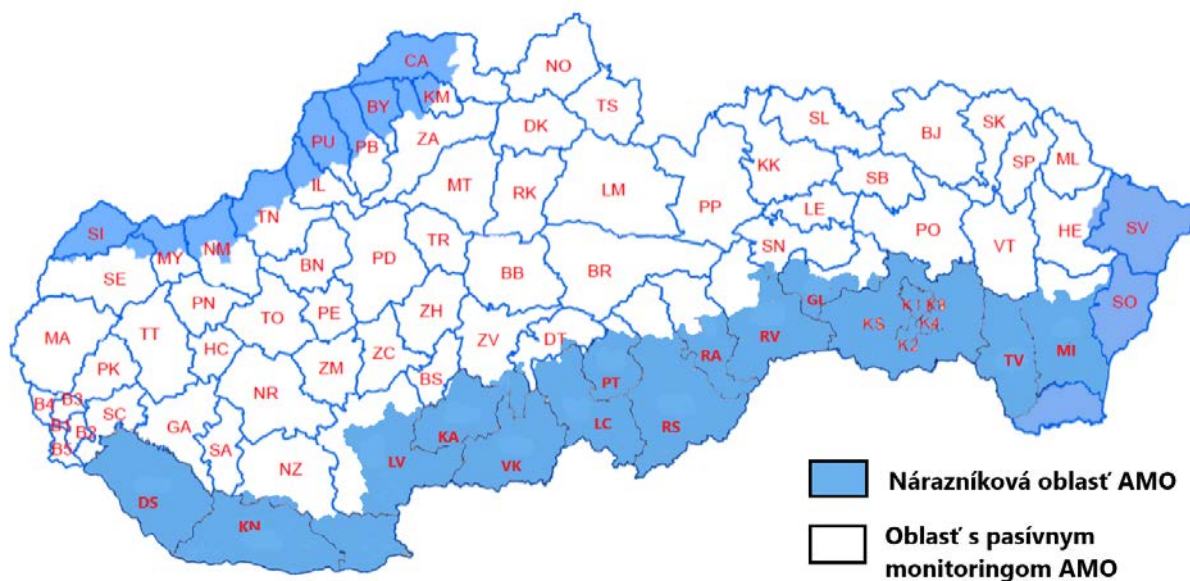 CA
NO
KM
BY
TS
SL
SK
PU
DK
BJ
PB
ZA
SP
ML
KK
IL
MT
RK
LM
SB
PP
LE
TN
SI
NM
MY
PO
HE
SV
TR
SN
VT
SE
BN
PD
BB
BR
PN
PE
ZH
GL
SO
TO
K1
K3
MA
TT
KS
K4
HC
ZC
ZV
DT
RV
K2
PK
ZM
BS
RA
TV
MI
NR
PT
B4
B3
SC
GA
KA
LC
RS
B1
B2
SA
B5
NZ
LV
VK
DS
KN
Nárazníková oblasť AMO
Oblasť s pasívnym
monitoringom AMO